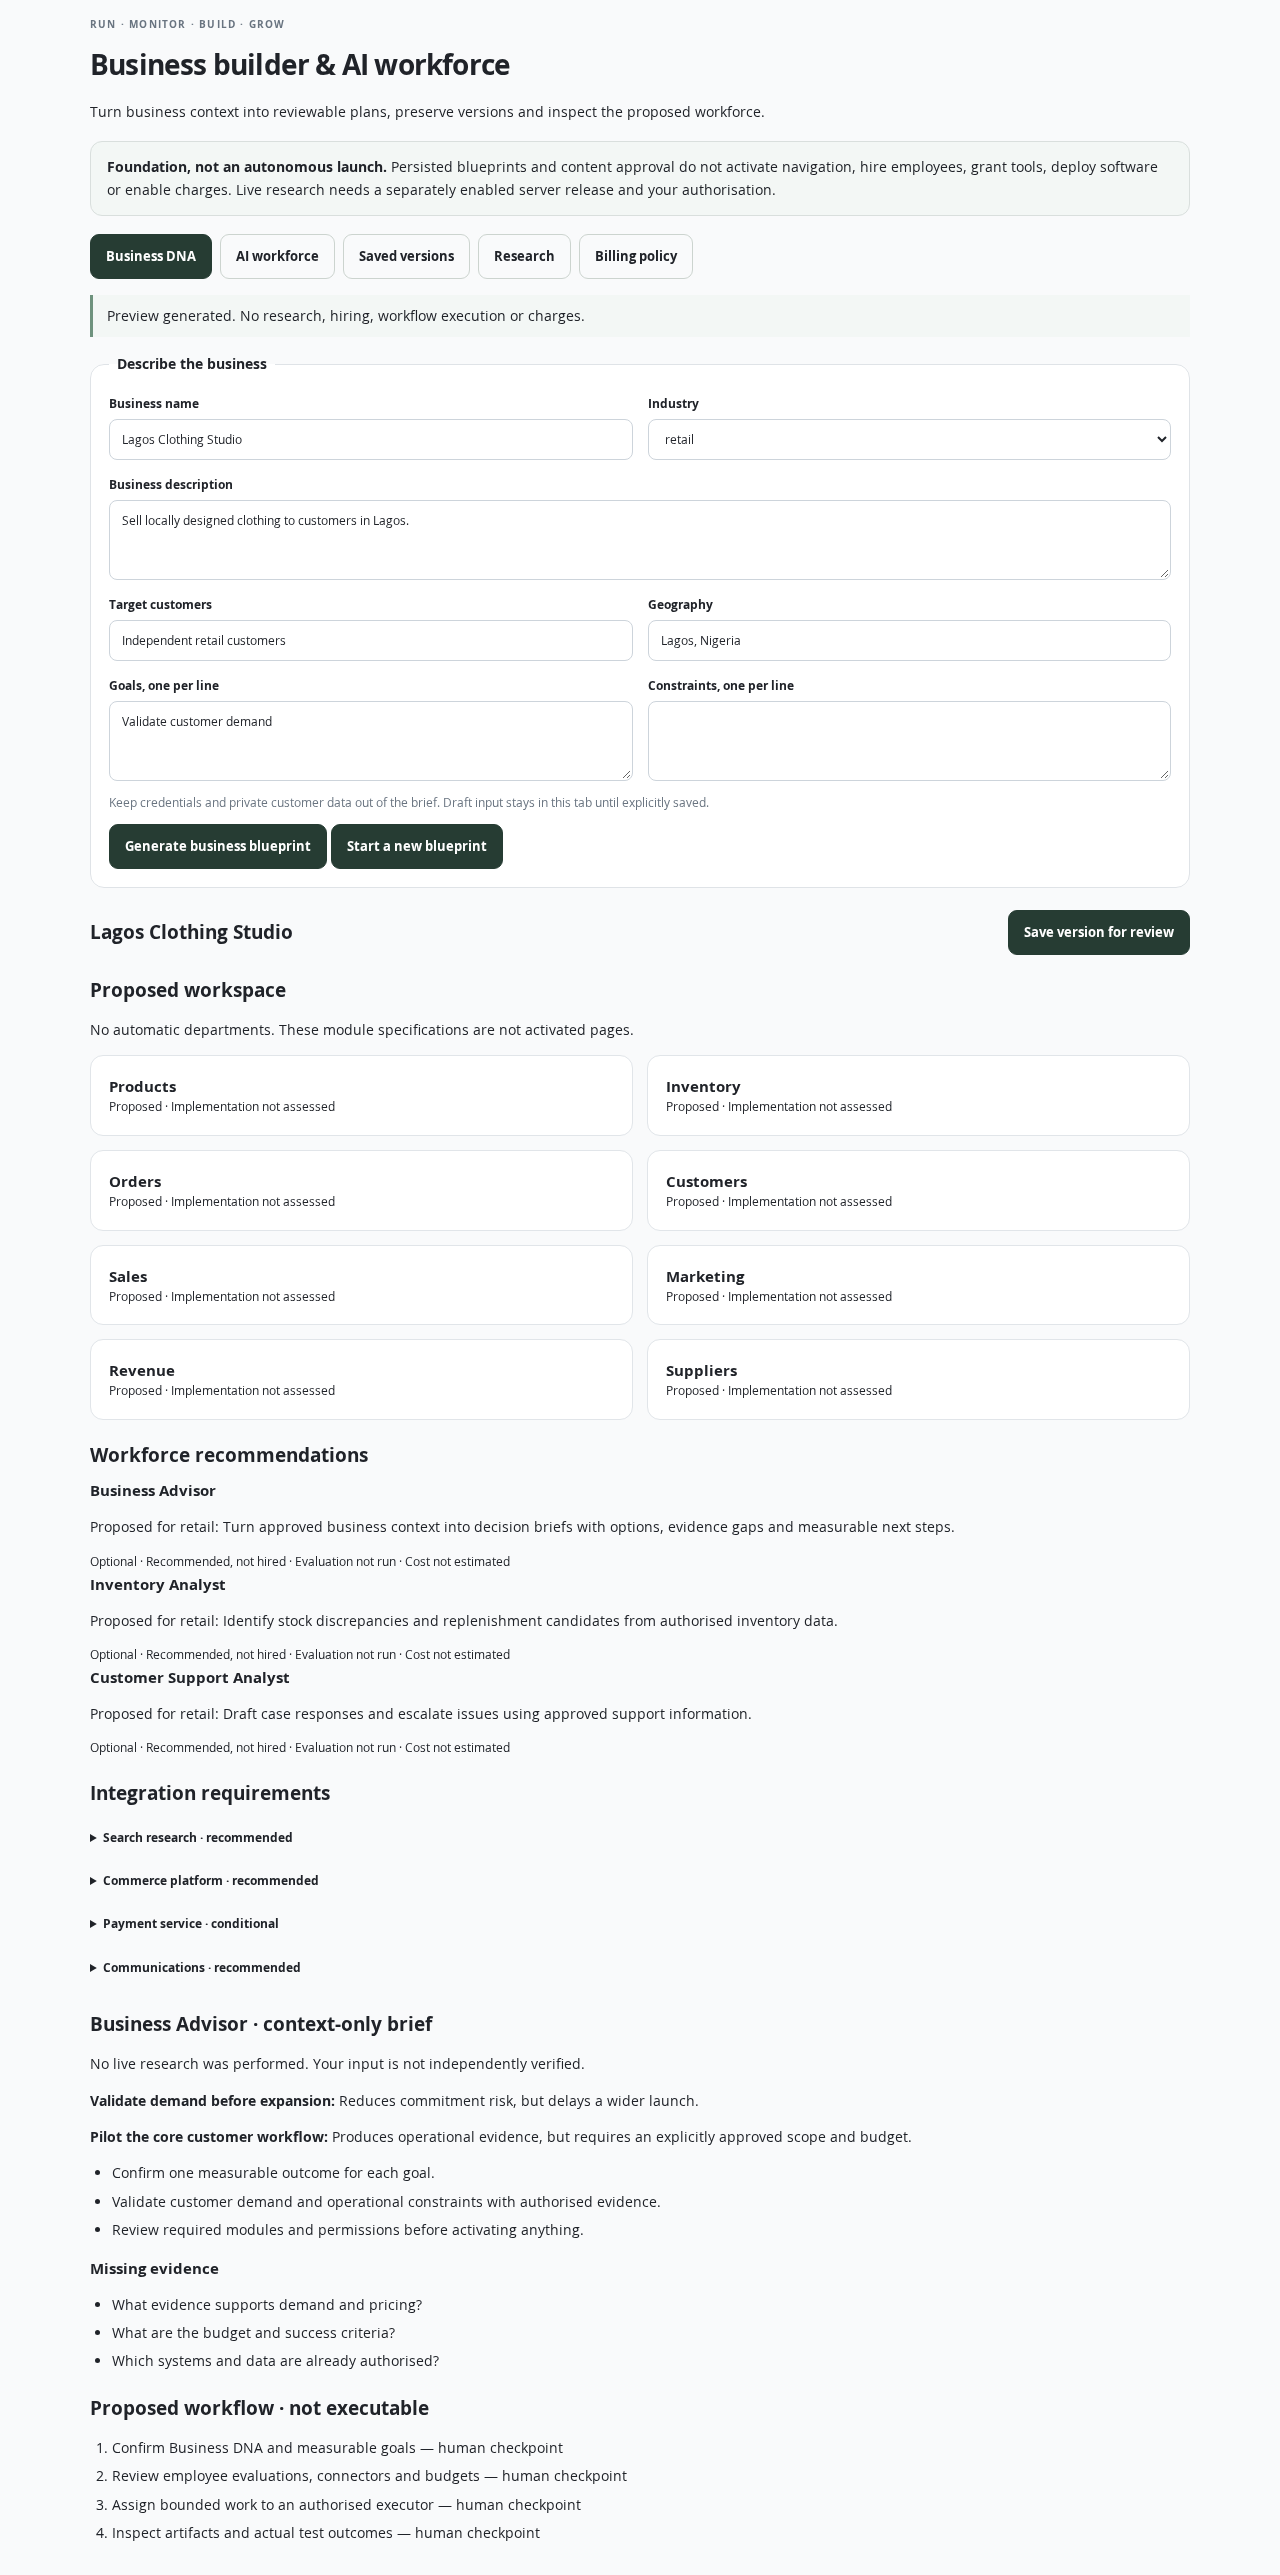 RUN · MONITOR · BUILD · GROW
Business builder & AI workforce
Turn business context into reviewable plans, preserve versions and inspect the proposed workforce.
Foundation, not an autonomous launch. Persisted blueprints and content approval do not activate navigation, hire employees, grant tools, deploy software
or enable charges. Live research needs a separately enabled server release and your authorisation.
Business DNA AI workforce Saved versions Research Billing policy
Preview generated. No research, hiring, workflow execution or charges.
Describe the business
Business name Industry
Lagos Clothing Studio retail
Business description
Sell locally designed clothing to customers in Lagos.
Target customers Geography
Independent retail customers Lagos, Nigeria
Goals, one per line Constraints, one per line
Validate customer demand
Keep credentials and private customer data out of the brief. Draft input stays in this tab until explicitly saved.
Generate business blueprint Start a new blueprint
Lagos Clothing Studio Save version for review
Proposed workspace
No automatic departments. These module specifications are not activated pages.
Products Inventory
Proposed · Implementation not assessed Proposed · Implementation not assessed
Orders Customers
Proposed · Implementation not assessed Proposed · Implementation not assessed
Sales Marketing
Proposed · Implementation not assessed Proposed · Implementation not assessed
Revenue Suppliers
Proposed · Implementation not assessed Proposed · Implementation not assessed
Workforce recommendations
Business Advisor
Proposed for retail: Turn approved business context into decision briefs with options, evidence gaps and measurable next steps.
Optional · Recommended, not hired · Evaluation not run · Cost not estimated
Inventory Analyst
Proposed for retail: Identify stock discrepancies and replenishment candidates from authorised inventory data.
Optional · Recommended, not hired · Evaluation not run · Cost not estimated
Customer Support Analyst
Proposed for retail: Draft case responses and escalate issues using approved support information.
Optional · Recommended, not hired · Evaluation not run · Cost not estimated
Integration requirements
Search research · recommended
Commerce platform · recommended
Payment service · conditional
Communications · recommended
Business Advisor · context-only brief
No live research was performed. Your input is not independently verified.
Validate demand before expansion: Reduces commitment risk, but delays a wider launch.
Pilot the core customer workflow: Produces operational evidence, but requires an explicitly approved scope and budget.
• Confirm one measurable outcome for each goal.
• Validate customer demand and operational constraints with authorised evidence.
• Review required modules and permissions before activating anything.
Missing evidence
• What evidence supports demand and pricing?
• What are the budget and success criteria?
• Which systems and data are already authorised?
Proposed workflow · not executable
1. Confirm Business DNA and measurable goals — human checkpoint
2. Review employee evaluations, connectors and budgets — human checkpoint
3. Assign bounded work to an authorised executor — human checkpoint
4. Inspect artifacts and actual test outcomes — human checkpoint